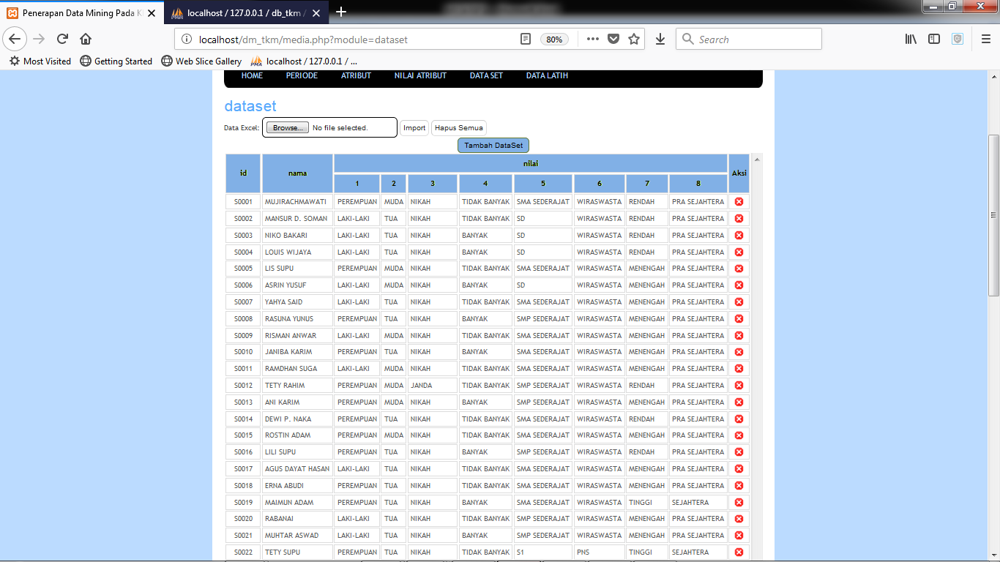 Penerapan Data Mining Pada Kl
localhost / 127.0.0.1 / db_tkm /
localhost/dm_tkm/media.php?module=dataset
80%
Search
Most Visited Getting Started Web Slice Gallery localhost / 127.0.0.1 / ...
HOME PERIODE ATRIBUT NILAI ATRIBUT DATA SET DATA LATIH
dataset
Data Excel: Browse... No file selected. Import Hapus Semua
Tambah DataSet
id nama nilai Aksi
1 2 3 4 5 6 7 8
S0001 MUJIRACHMAWATI PEREMPUAN MUDA NIKAH TIDAK BANYAK SMA SEDERAJAT WIRASWASTA RENDAH PRA SEJAHTERA
S0002 MANSUR D. SOMAN LAKI-LAKI TUA NIKAH TIDAK BANYAK SD WIRASWASTA RENDAH PRA SEJAHTERA
S0003 NIKO BAKARI LAKI-LAKI TUA NIKAH BANYAK SD WIRASWASTA RENDAH PRA SEJAHTERA
S0004 LOUIS WIJAYA LAKI-LAKI TUA NIKAH BANYAK SD WIRASWASTA RENDAH PRA SEJAHTERA
S0005 LIS SUPU PEREMPUAN MUDA NIKAH TIDAK BANYAK SMA SEDERAJAT WIRASWASTA MENENGAH PRA SEJAHTERA
S0006 ASRIN YUSUF LAKI-LAKI MUDA NIKAH BANYAK SD WIRASWASTA MENENGAH PRA SEJAHTERA
S0007 YAHYA SAID LAKI-LAKI TUA NIKAH TIDAK BANYAK SMA SEDERAJAT WIRASWASTA MENENGAH PRA SEJAHTERA
S0008 RASUNA YUNUS PEREMPUAN TUA NIKAH BANYAK SMP SEDERAJAT WIRASWASTA MENENGAH PRA SEJAHTERA
S0009 RISMAN ANWAR LAKI-LAKI MUDA NIKAH TIDAK BANYAK SMA SEDERAJAT WIRASWASTA MENENGAH PRA SEJAHTERA
S0010 JANIBA KARIM PEREMPUAN TUA NIKAH BANYAK SMA SEDERAJAT WIRASWASTA MENENGAH PRA SEJAHTERA
S0011 RAMDHAN SUGA LAKI-LAKI MUDA NIKAH TIDAK BANYAK SMA SEDERAJAT WIRASWASTA MENENGAH PRA SEJAHTERA
S0012 TETY RAHIM PEREMPUAN MUDA JANDA TIDAK BANYAK SMP SEDERAJAT WIRASWASTA RENDAH PRA SEJAHTERA
S0013 ANI KARIM PEREMPUAN MUDA NIKAH BANYAK SMP SEDERAJAT WIRASWASTA MENENGAH PRA SEJAHTERA
S0014 DEWI P. NAKA PEREMPUAN TUA NIKAH TIDAK BANYAK SMA SEDERAJAT WIRASWASTA RENDAH PRA SEJAHTERA
S0015 ROSTIN ADAM PEREMPUAN MUDA NIKAH TIDAK BANYAK SMA SEDERAJAT WIRASWASTA MENENGAH PRA SEJAHTERA
S0016 LILI SUPU PEREMPUAN TUA NIKAH BANYAK SMP SEDERAJAT WIRASWASTA RENDAH PRA SEJAHTERA
S0017 AGUS DAYAT HASAN LAKI-LAKI TUA NIKAH TIDAK BANYAK SMA SEDERAJAT WIRASWASTA MENENGAH PRA SEJAHTERA
S0018 ERNA ABUDI PEREMPUAN TUA NIKAH TIDAK BANYAK SMA SEDERAJAT WIRASWASTA MENENGAH PRA SEJAHTERA
S0019 MAIMUN ADAM PEREMPUAN TUA NIKAH BANYAK SMA SEDERAJAT WIRASWASTA TINGGI SEJAHTERA
S0020 RABANAI LAKI-LAKI TUA NIKAH TIDAK BANYAK SMP SEDERAJAT WIRASWASTA MENENGAH PRA SEJAHTERA
S0021 MUHTAR ASWAD LAKI-LAKI TUA NIKAH BANYAK SMP SEDERAJAT WIRASWASTA MENENGAH PRA SEJAHTERA
S0022 TETY SUPU PEREMPUAN TUA NIKAH TIDAK BANYAK S1 PNS TINGGI SEJAHTERA